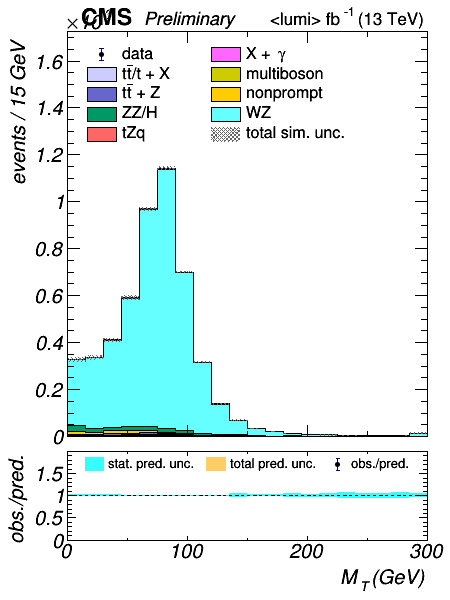 ×10 CMS Preliminary <lumi> fb⁻¹ (13 TeV)
events / 15 GeV
1.6
1.4
1.2
1
0.8
0.6
0.4
0.2
0
data
tt̄/t + X
tt̄ + Z
ZZ/H
tZq
X + γ
multiboson
nonprompt
WZ
total sim. unc.
obs./pred.
1.5
1
0.5
0
stat. pred. unc. total pred. unc. obs./pred.
0 100 200 300
M_T (GeV)